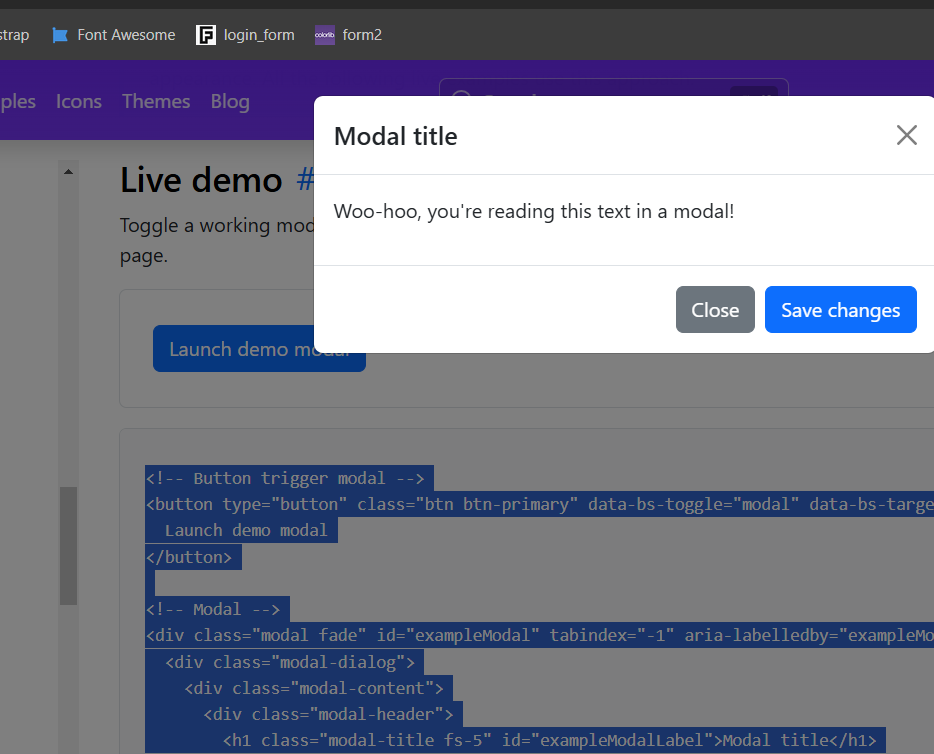 strap Font Awesome login_form colorlib form2
ples Icons Themes Blog
Modal title
Woo-hoo, you're reading this text in a modal!
Close Save changes
Live demo #
Toggle a working mod
page.
Launch demo modal
<!-- Button trigger modal -->
<button type="button" class="btn btn-primary" data-bs-toggle="modal" data-bs-targe
Launch demo modal
</button>
<!-- Modal -->
<div class="modal fade" id="exampleModal" tabindex="-1" aria-labelledby="exampleMo
<div class="modal-dialog">
<div class="modal-content">
<div class="modal-header">
<h1 class="modal-title fs-5" id="exampleModalLabel">Modal title</h1>